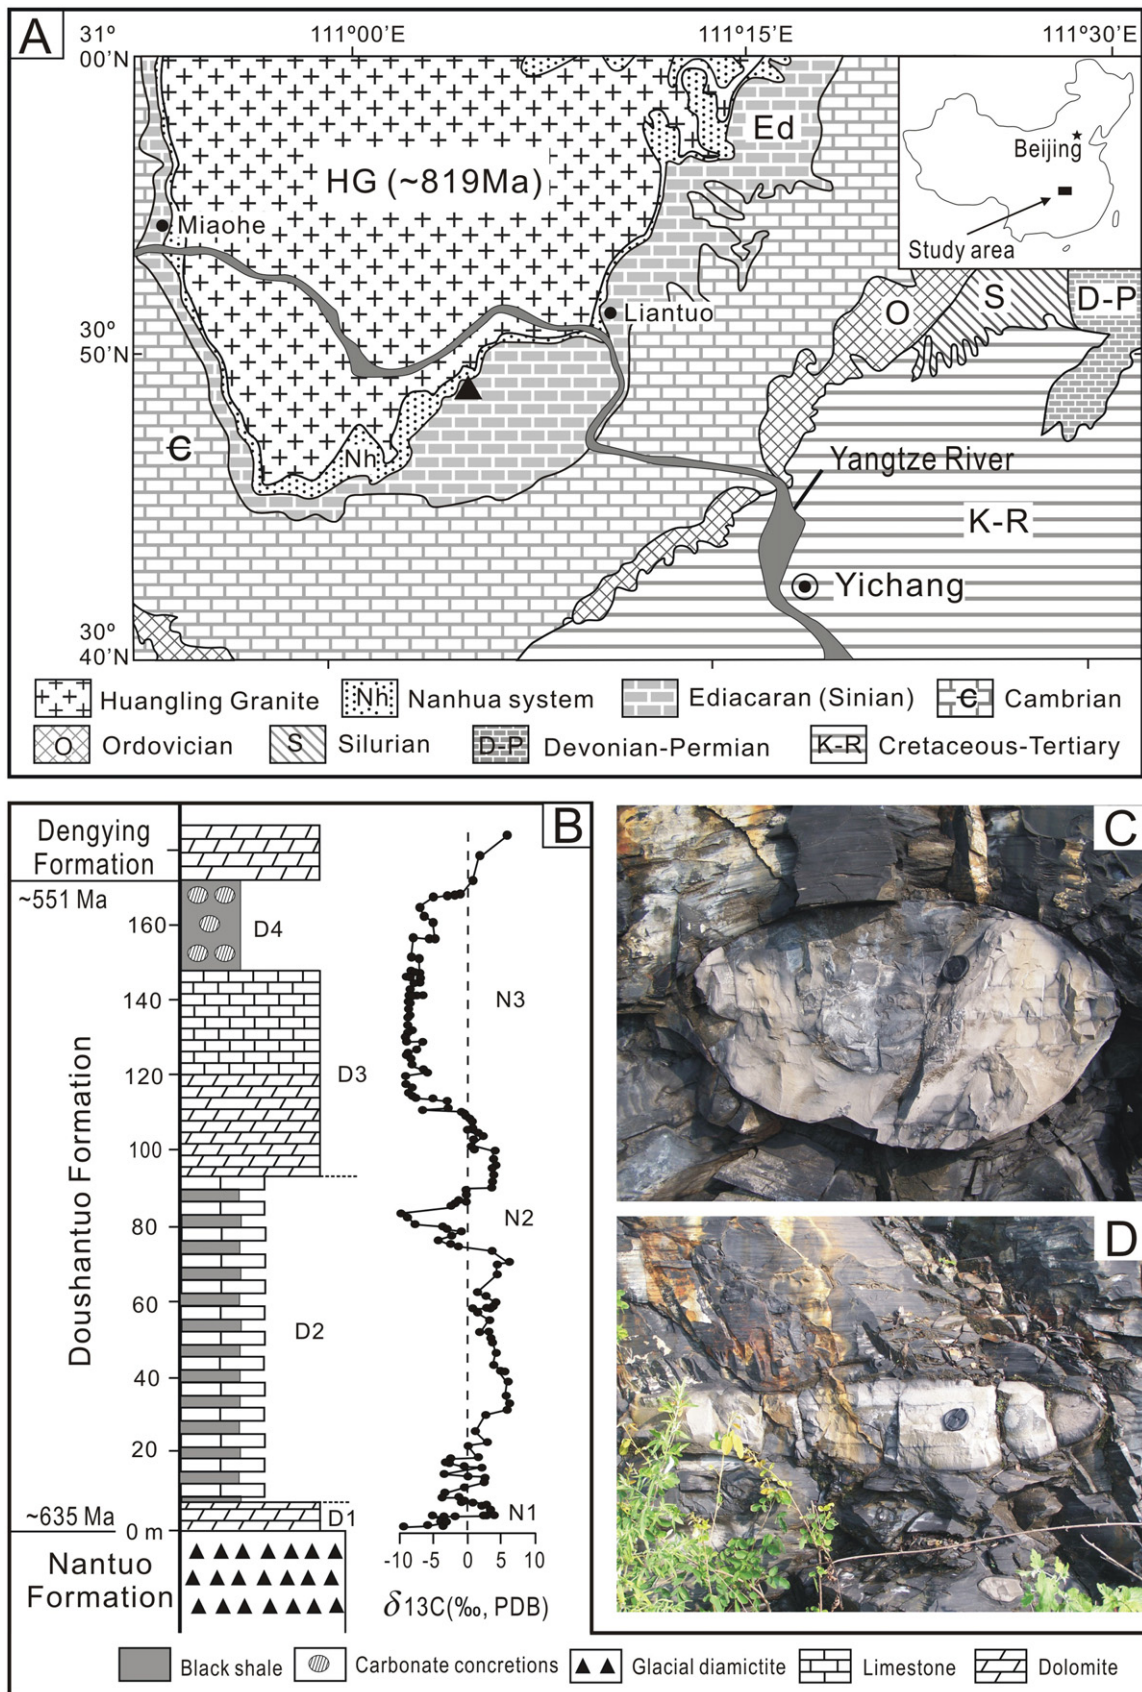 A
31°
00'N
111°00'E
111°15'E
111°30'E
Ed
Beijing
Study area
HG (~819Ma)
Miaohe
Liantuo
O
S
D-P
30°
50'N
Є
Nh
Yangtze River
K-R
Yichang
30°
40'N
Huangling Granite
Nh
Nanhua system
Ediacaran (Sinian)
Є
Cambrian
O
Ordovician
S
Silurian
D-P
Devonian-Permian
K-R
Cretaceous-Tertiary
B
Dengying
Formation
~551 Ma
160
D4
N3
140
Doushantuo Formation
120
D3
100
N2
80
60
D2
40
20
~635 Ma
0 m
D1
N1
-10
-5
0
5
10
δ13C(‰, PDB)
Nantuo
Formation
C
D
Black shale
Carbonate concretions
Glacial diamictite
Limestone
Dolomite